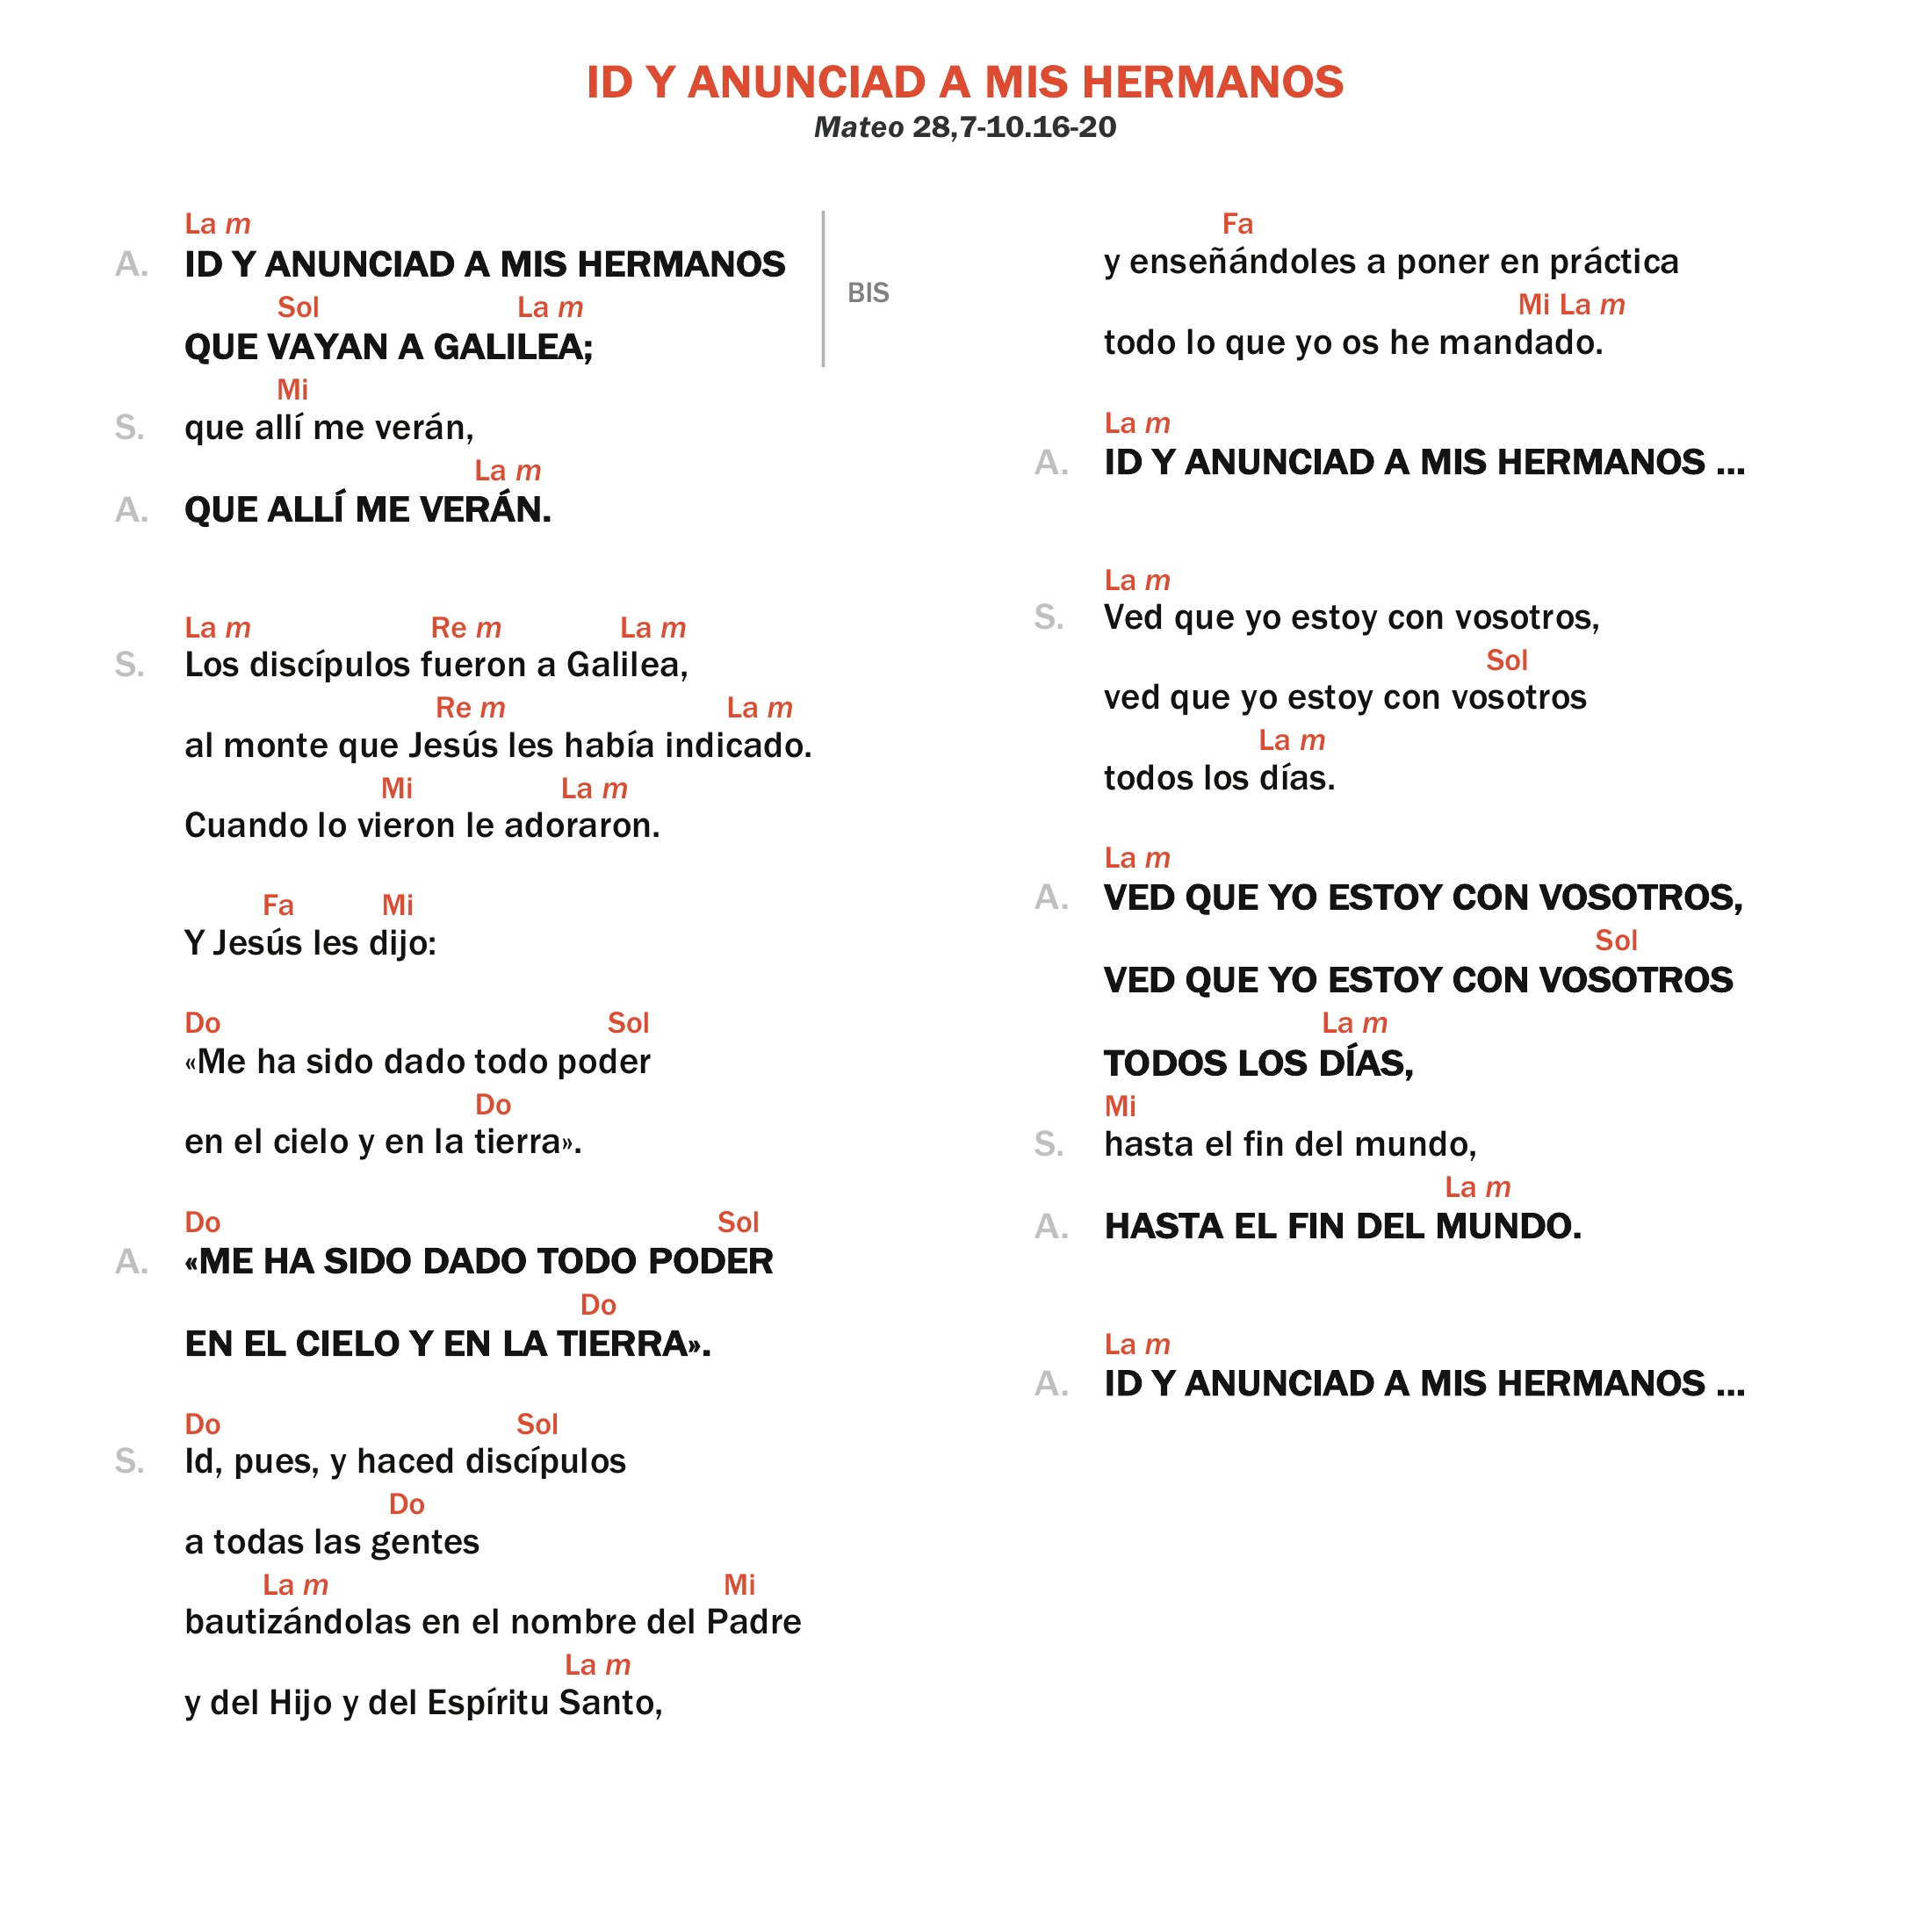 ID Y ANUNCIAD A MIS HERMANOS
Mateo 28,7-10.16-20
La m
A. ID Y ANUNCIAD A MIS HERMANOS
Sol La m
QUE VAYAN A GALILEA;
BIS
Mi
S. que allí me verán,
La m
A. QUE ALLÍ ME VERÁN.
La m Re m La m
S. Los discípulos fueron a Galilea,
Re m La m
al monte que Jesús les había indicado.
Mi La m
Cuando lo vieron le adoraron.
Fa Mi
Y Jesús les dijo:
Do Sol
«Me ha sido dado todo poder
Do
en el cielo y en la tierra».
Do Sol
A. «ME HA SIDO DADO TODO PODER
Do
EN EL CIELO Y EN LA TIERRA».
Do Sol
S. Id, pues, y haced discípulos
Do
a todas las gentes
La m Mi
bautizándolas en el nombre del Padre
La m
y del Hijo y del Espíritu Santo,
Fa
y enseñándoles a poner en práctica
Mi La m
todo lo que yo os he mandado.
La m
A. ID Y ANUNCIAD A MIS HERMANOS ...
La m
S. Ved que yo estoy con vosotros,
Sol
ved que yo estoy con vosotros
La m
todos los días.
La m
A. VED QUE YO ESTOY CON VOSOTROS,
Sol
VED QUE YO ESTOY CON VOSOTROS
La m
TODOS LOS DÍAS,
Mi
S. hasta el fin del mundo,
La m
A. HASTA EL FIN DEL MUNDO.
La m
A. ID Y ANUNCIAD A MIS HERMANOS ...